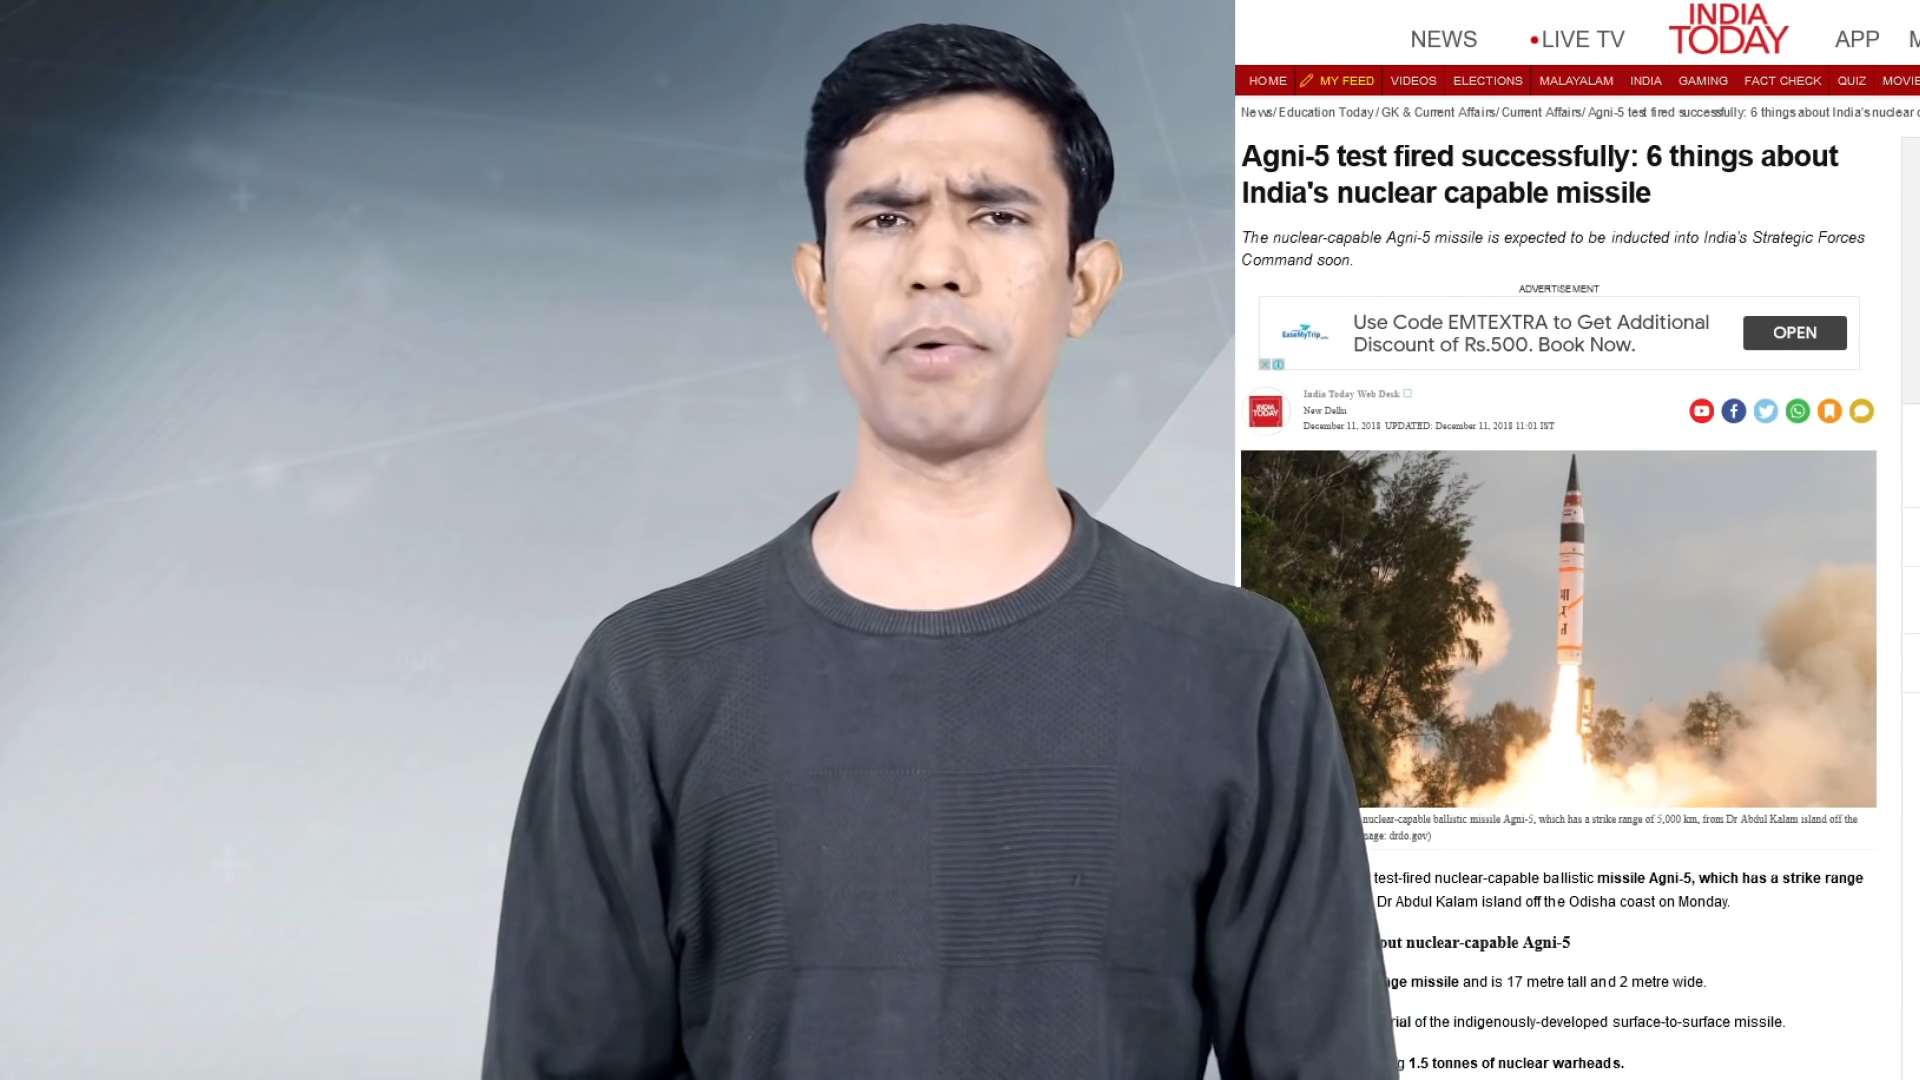 INDIA
TODAY
NEWS
LIVE TV
APP
HOME
MY FEED
VIDEOS
ELECTIONS
MALAYALAM
INDIA
GAMING
FACT CHECK
QUIZ
MOVIE
News/ Education Today/ GK & Current Affairs/ Current Affairs/ Agni-5 test fired successfully: 6 things about India's nuclear
Agni-5 test fired successfully: 6 things about
India's nuclear capable missile
The nuclear-capable Agni-5 missile is expected to be inducted into India's Strategic Forces
Command soon.
ADVERTISEMENT
EaseMyTrip.com
Use Code EMTEXTRA to Get Additional
Discount of Rs.500. Book Now.
OPEN
INDIA
TODAY
India Today Web Desk
New Delhi
December 11, 2018 UPDATED: December 11, 2018 11:01 IST
nuclear-capable ballistic missile Agni-5, which has a strike range of 5,000 km, from Dr Abdul Kalam island off the
drdo.gov)
test-fired nuclear-capable ballistic missile Agni-5, which has a strike range
Dr Abdul Kalam island off the Odisha coast on Monday.
nuclear-capable Agni-5
missile and is 17 metre tall and 2 metre wide.
of the indigenously-developed surface-to-surface missile.
1.5 tonnes of nuclear warheads.